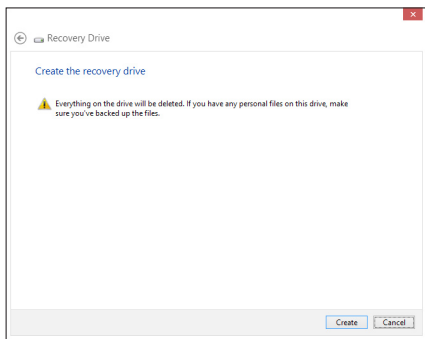 Recovery Drive
Create the recovery drive
Everything on the drive will be deleted. If you have any personal files on this drive, make
sure you've backed up the files.
Create Cancel